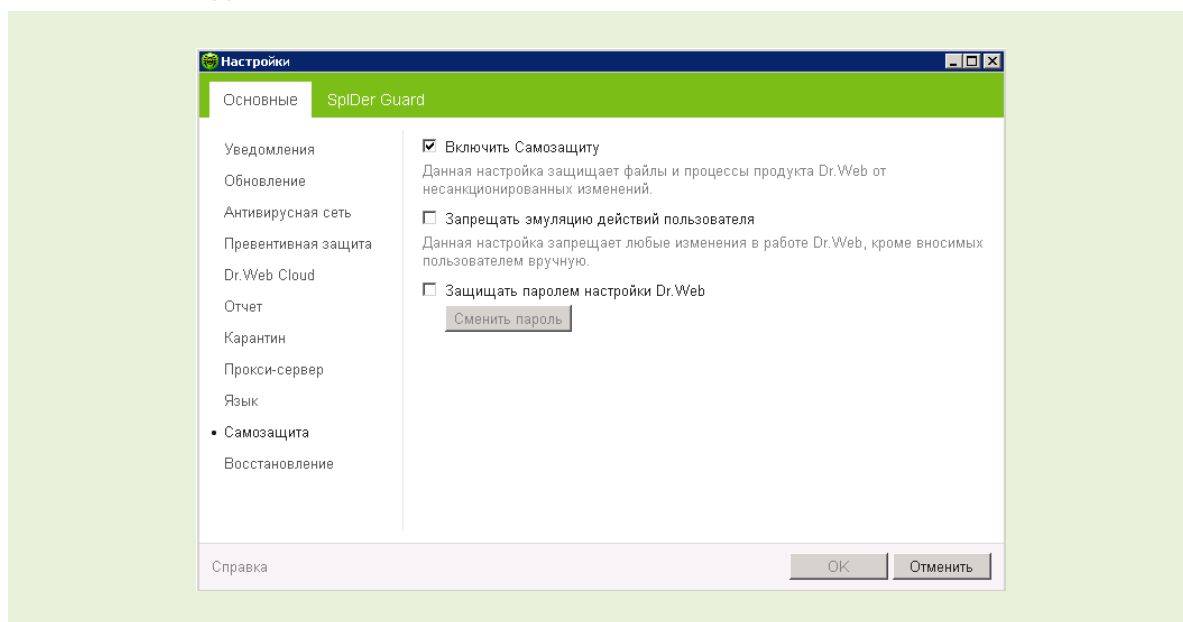 Настройки
Основные
SpIDer Guard
Уведомления
Обновление
Антивирусная сеть
Превентивная защита
Dr.Web Cloud
Отчет
Карантин
Прокси-сервер
Язык
• Самозащита
Восстановление
Включить Самозащиту
Данная настройка защищает файлы и процессы продукта Dr.Web от
несанкционированных изменений.
Запрещать эмуляцию действий пользователя
Данная настройка запрещает любые изменения в работе Dr.Web, кроме вносимых
пользователем вручную.
Защищать паролем настройки Dr.Web
Сменить пароль
Справка
OK
Отменить